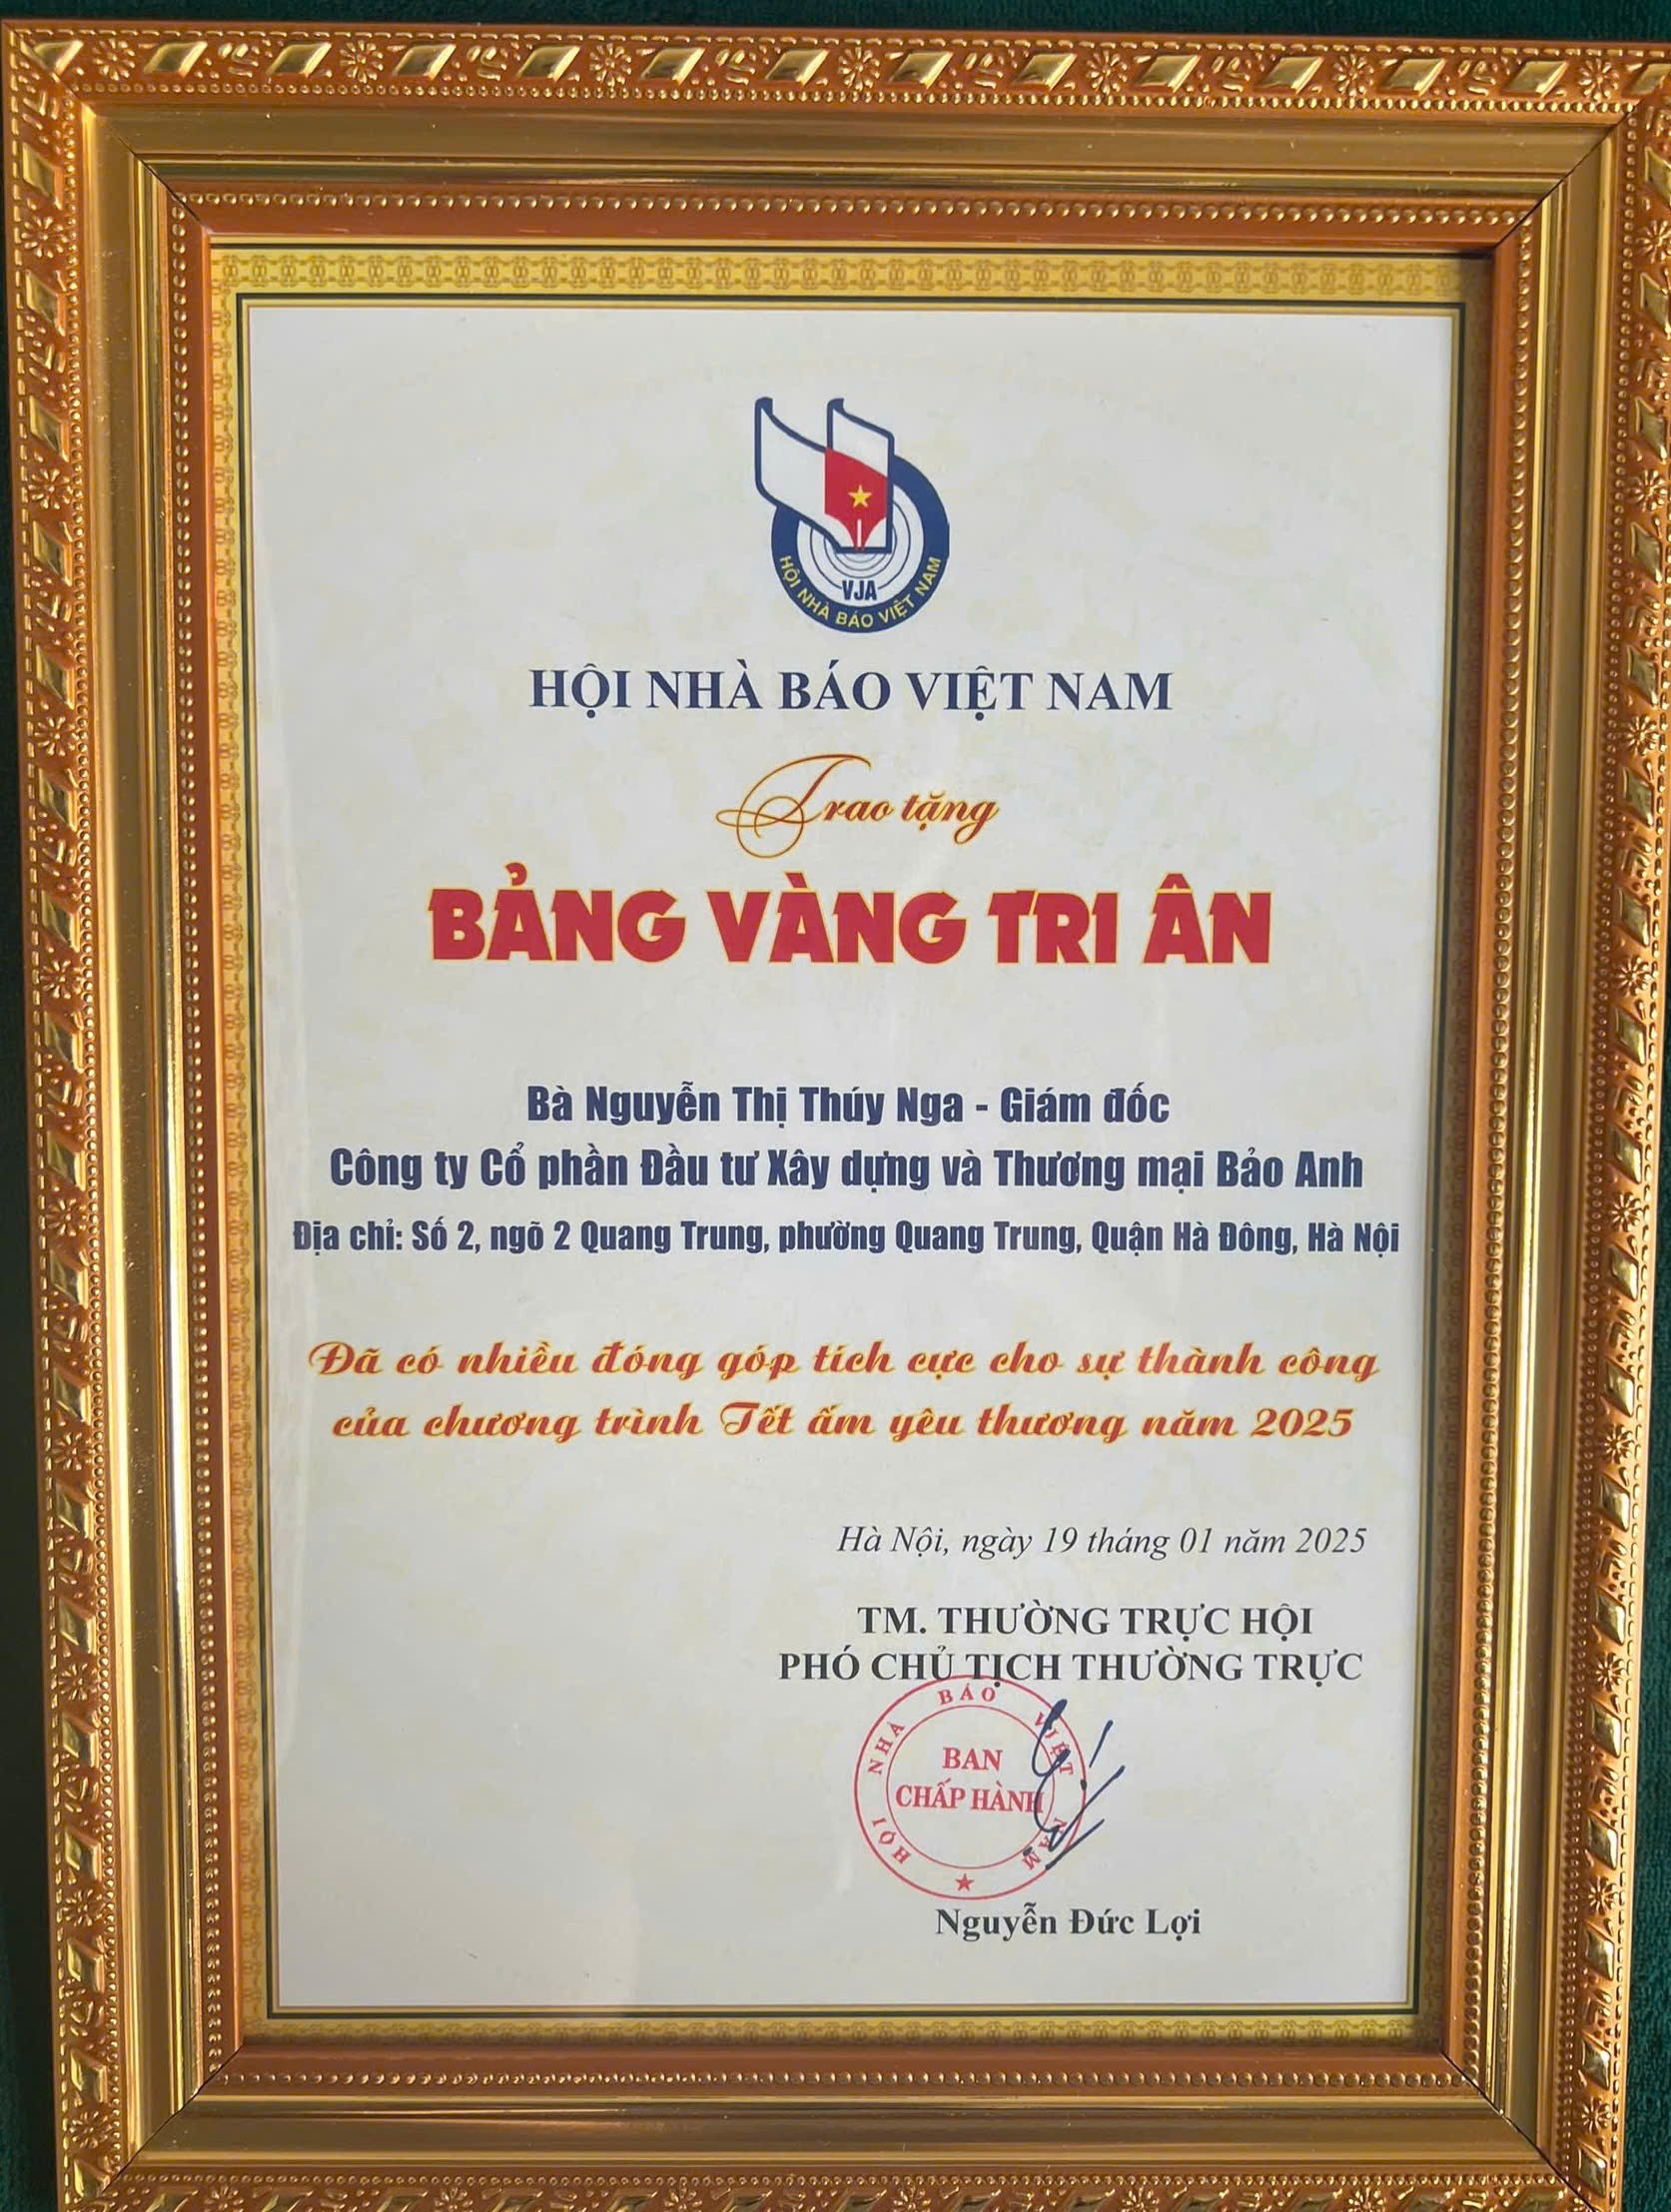 VJA
HỘI NHÀ BÁO VIỆT NAM
HỘI NHÀ BÁO VIỆT NAM
Trao tặng
BẢNG VÀNG TRI ÂN
Bà Nguyễn Thị Thúy Nga - Giám đốc
Công ty Cổ phần Đầu tư Xây dựng và Thương mại Bảo Anh
Địa chỉ: Số 2, ngõ 2 Quang Trung, phường Quang Trung, Quận Hà Đông, Hà Nội
Đã có nhiều đóng góp tích cực cho sự thành công
của chương trình Tết ấm yêu thương năm 2025
Hà Nội, ngày 19 tháng 01 năm 2025
TM. THƯỜNG TRỰC HỘI
PHÓ CHỦ TỊCH THƯỜNG TRỰC
HỘI NHÀ BÁO VIỆT NAM
BAN
CHẤP HÀNH
Nguyễn Đức Lợi